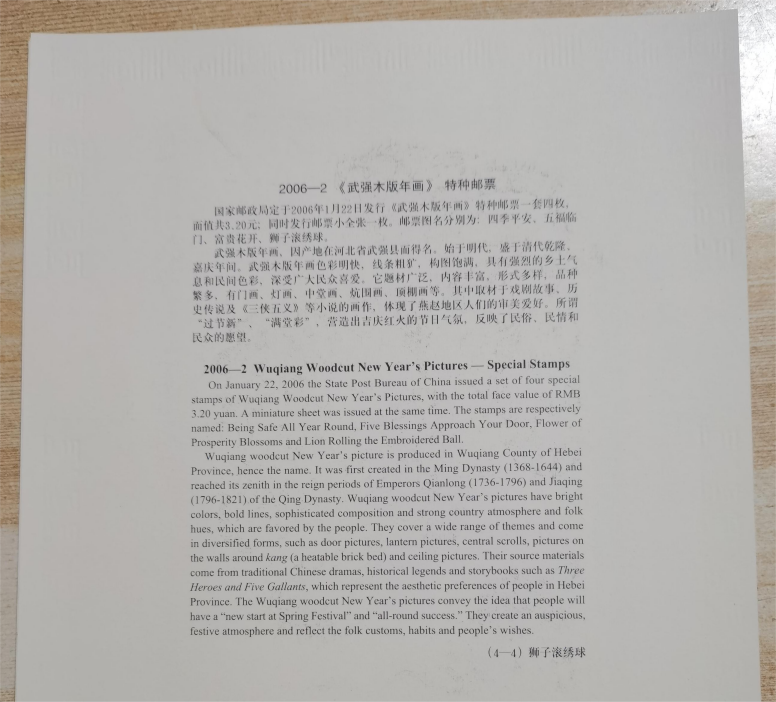 2006—2 《武强木版年画》 特种邮票
国家邮政局定于2006年1月22日发行《武强木版年画》特种邮票一套四枚，
面值共3.20元；同时发行邮票小全张一枚。邮票图名分别为：四季平安、五福临
门、富贵花开、狮子滚绣球。
武强木版年画，因产地在河北省武强县而得名。始于明代，盛于清代乾隆、
嘉庆年间。武强木版年画色彩明快，线条粗犷，构图饱满，具有强烈的乡土气
息和民间色彩，深受广大民众喜爱。它题材广泛，内容丰富，形式多样，品种
繁多，有门画、灯画、中堂画、炕围画、顶棚画等。其中取材于戏剧故事、历
史传说及《三侠五义》等小说的画作，体现了燕赵地区人们的审美爱好。所谓
“过节新”、“满堂彩”，营造出吉庆红火的节日气氛，反映了民俗、民情和
民众的愿望。
2006—2 Wuqiang Woodcut New Year's Pictures — Special Stamps
On January 22, 2006 the State Post Bureau of China issued a set of four special
stamps of Wuqiang Woodcut New Year's Pictures, with the total face value of RMB
3.20 yuan. A miniature sheet was issued at the same time. The stamps are respectively
named: Being Safe All Year Round, Five Blessings Approach Your Door, Flower of
Prosperity Blossoms and Lion Rolling the Embroidered Ball.
Wuqiang woodcut New Year's picture is produced in Wuqiang County of Hebei
Province, hence the name. It was first created in the Ming Dynasty (1368-1644) and
reached its zenith in the reign periods of Emperors Qianlong (1736-1796) and Jiaqing
(1796-1821) of the Qing Dynasty. Wuqiang woodcut New Year's pictures have bright
colors, bold lines, sophisticated composition and strong country atmosphere and folk
hues, which are favored by the people. They cover a wide range of themes and come
in diversified forms, such as door pictures, lantern pictures, central scrolls, pictures on
the walls around kang (a heatable brick bed) and ceiling pictures. Their source materials
come from traditional Chinese dramas, historical legends and storybooks such as Three
Heroes and Five Gallants, which represent the aesthetic preferences of people in Hebei
Province. The Wuqiang woodcut New Year's pictures convey the idea that people will
have a “new start at Spring Festival” and “all-round success.” They create an auspicious,
festive atmosphere and reflect the folk customs, habits and people's wishes.
（4—4）狮子滚绣球